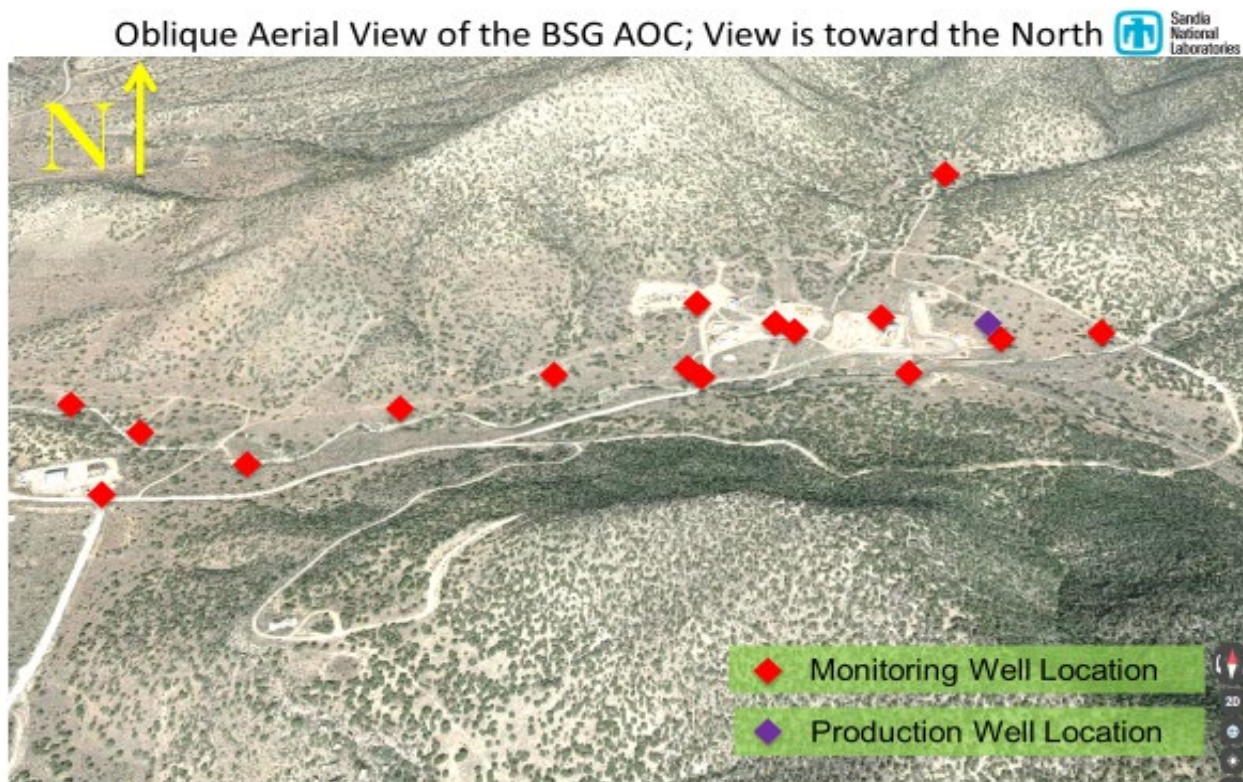 Oblique Aerial View of the BSG AOC; View is toward the North
Sandia
National
Laboratories
N
Monitoring Well Location
2D
Production Well Location